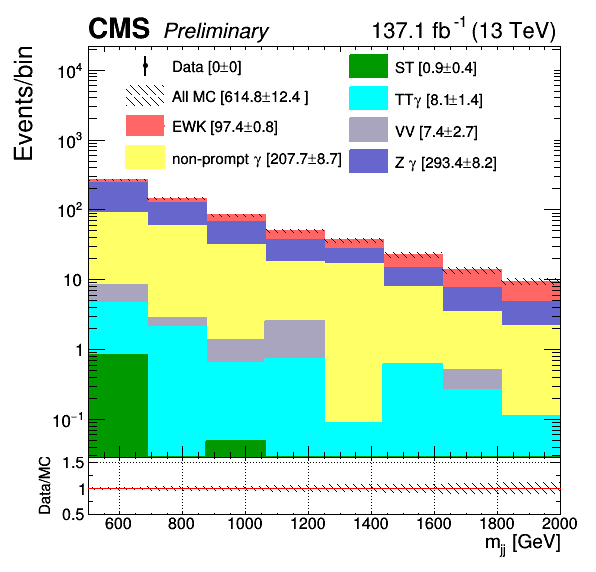 CMS Preliminary 137.1 fb⁻¹ (13 TeV)
Events/bin
Data [0±0]
All MC [614.8±12.4 ]
EWK [97.4±0.8]
non-prompt γ [207.7±8.7]
ST [0.9±0.4]
TTγ [8.1±1.4]
VV [7.4±2.7]
Z γ [293.4±8.2]
10⁴
10³
10²
10
1
10⁻¹
Data/MC
1.5
1
0.5
600 800 1000 1200 1400 1600 1800 2000
m_jj [GeV]